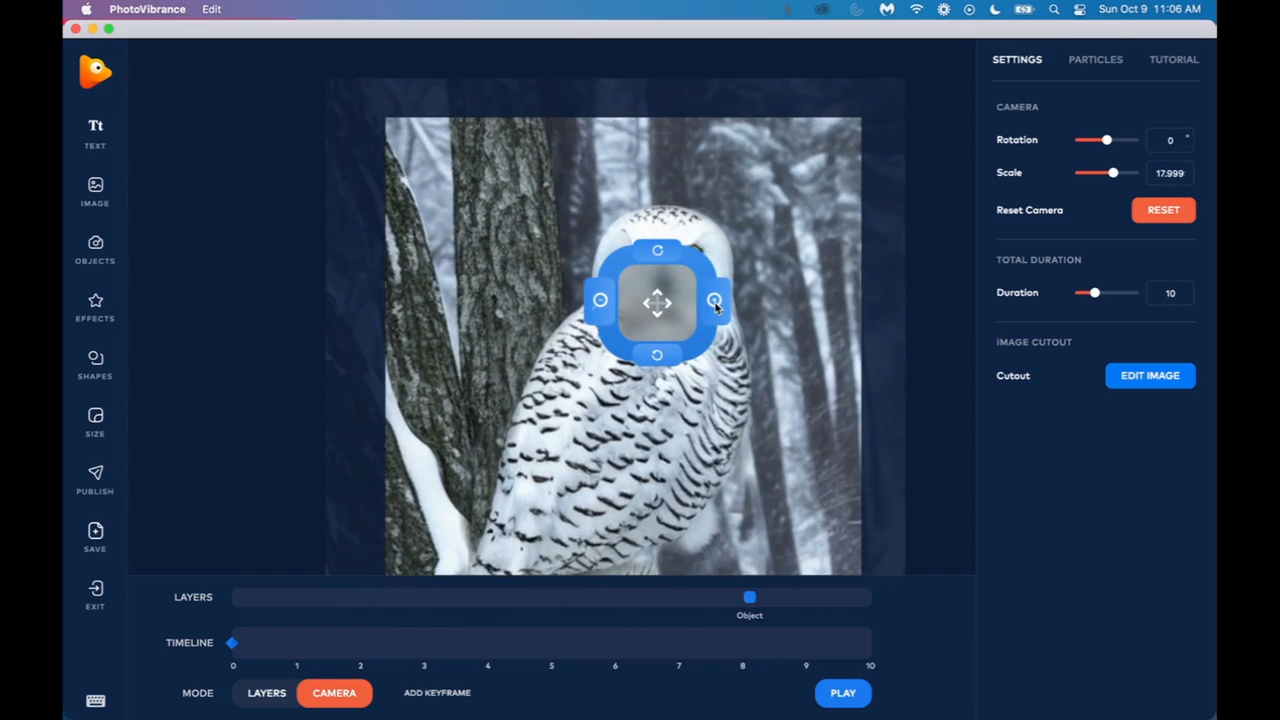 PhotoVibrance Edit Sun Oct 9 11:06 AM
SETTINGS PARTICLES TUTORIAL
Tt
TEXT
IMAGE
OBJECTS
EFFECTS
SHAPES
SIZE
PUBLISH
SAVE
EXIT
CAMERA
Rotation 0 °
Scale 17.999
Reset Camera RESET
TOTAL DURATION
Duration 10
IMAGE CUTOUT
Cutout EDIT IMAGE
LAYERS
Object
TIMELINE
0 1 2 3 4 5 6 7 8 9 10
MODE LAYERS CAMERA ADD KEYFRAME PLAY